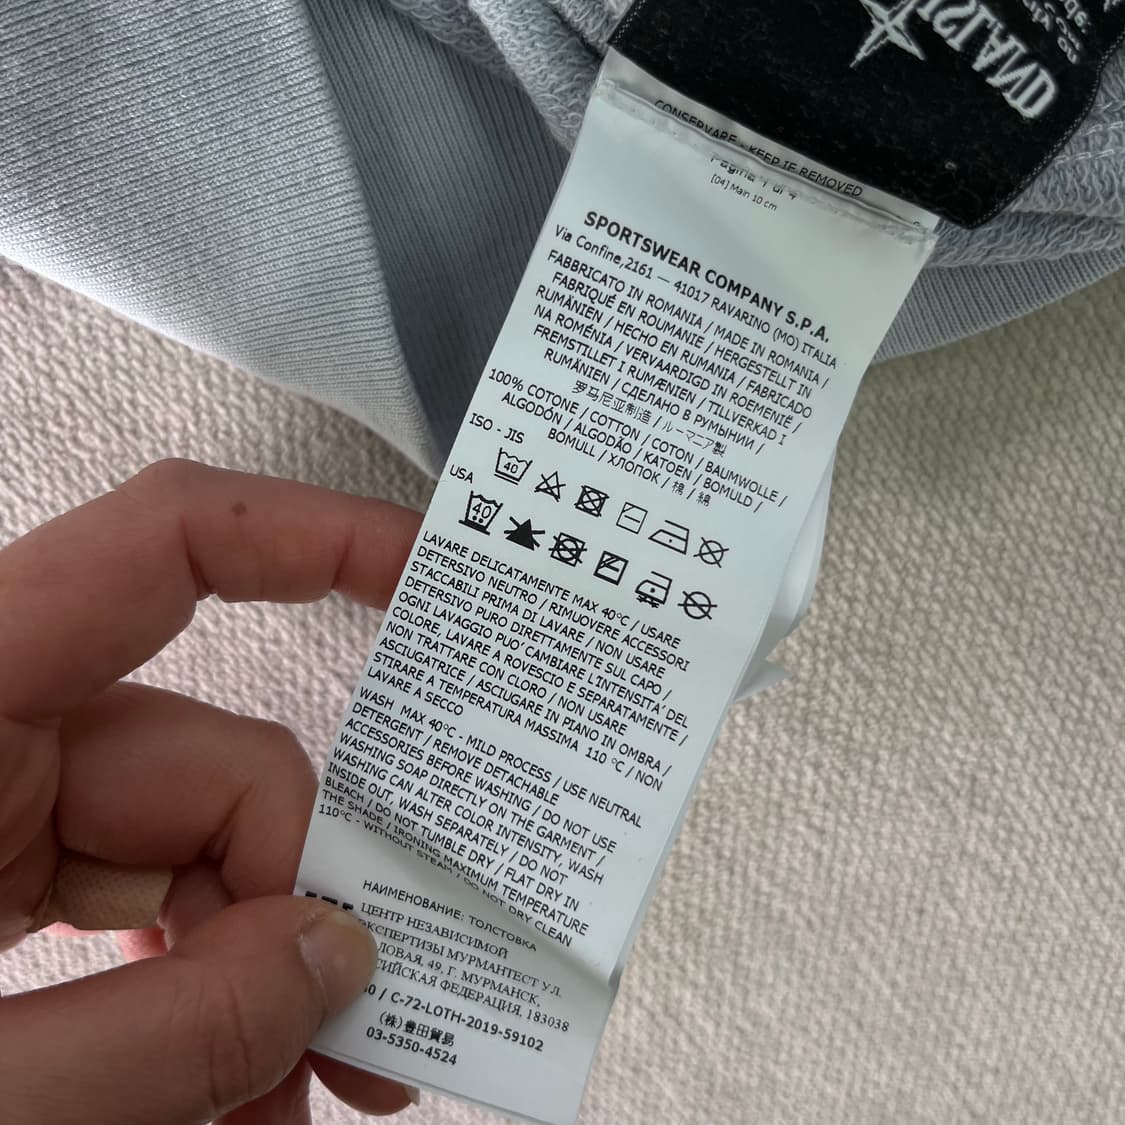 ISLAND
CONSERVARE - KEEP IF REMOVED
[04] Main 10 cm
SPORTSWEAR COMPANY S.P.A.
Via Confine,2161 — 41017 RAVARINO (MO) ITALIA
FABBRICATO IN ROMANIA / MADE IN ROMANIA /
FABRIQUÉ EN ROUMANIE / HERGESTELLT IN
RUMÄNIEN / HECHO EN RUMANIA / FABRICADO
NA ROMÉNIA / VERVAARDIGD IN ROEMENIË /
FREMSTILLET I RUMÆNIEN / TILLVERKAD I
RUMÄNIEN / СДЕЛАНО В РУМЫНИИ /
罗马尼亚制造 / ルーマニア製
100% COTONE / COTTON / COTON / BAUMWOLLE /
ALGODÓN / ALGODÃO / KATOEN / BOMULD /
BOMULL / ХЛОПОК / 棉 / 綿
ISO - JIS
40
USA
40
LAVARE DELICATAMENTE MAX 40°C / USARE
DETERSIVO NEUTRO / RIMUOVERE ACCESSORI
STACCABILI PRIMA DI LAVARE / NON USARE
DETERSIVO PURO DIRETTAMENTE SUL CAPO /
OGNI LAVAGGIO PUO' CAMBIARE L'INTENSITA' DEL
COLORE, LAVARE A ROVESCIO E SEPARATAMENTE /
NON TRATTARE CON CLORO / NON USARE
ASCIUGATRICE / ASCIUGARE IN PIANO IN OMBRA /
STIRARE A TEMPERATURA MASSIMA 110 °C / NON
LAVARE A SECCO
WASH MAX 40°C - MILD PROCESS / USE NEUTRAL
DETERGENT / REMOVE DETACHABLE
ACCESSORIES BEFORE WASHING / DO NOT USE
WASHING SOAP DIRECTLY ON THE GARMENT /
WASHING CAN ALTER COLOR INTENSITY, WASH
INSIDE OUT, WASH SEPARATELY / DO NOT
BLEACH / DO NOT TUMBLE DRY / FLAT DRY IN
THE SHADE / IRONING MAXIMUM TEMPERATURE
110°C - WITHOUT STEAM / DO NOT DRY CLEAN
НАИМЕНОВАНИЕ: ТОЛСТОВКА
ЦЕНТР НЕЗАВИСИМОЙ
ЭКСПЕРТИЗЫ МУРМАНТЕСТ УЛ.
ЛОВАЯ, 49, Г. МУРМАНСК,
СИЙСКАЯ ФЕДЕРАЦИЯ, 183038
/ C-72-LOTH-2019-59102
(株)豊田貿易
03-5350-4524